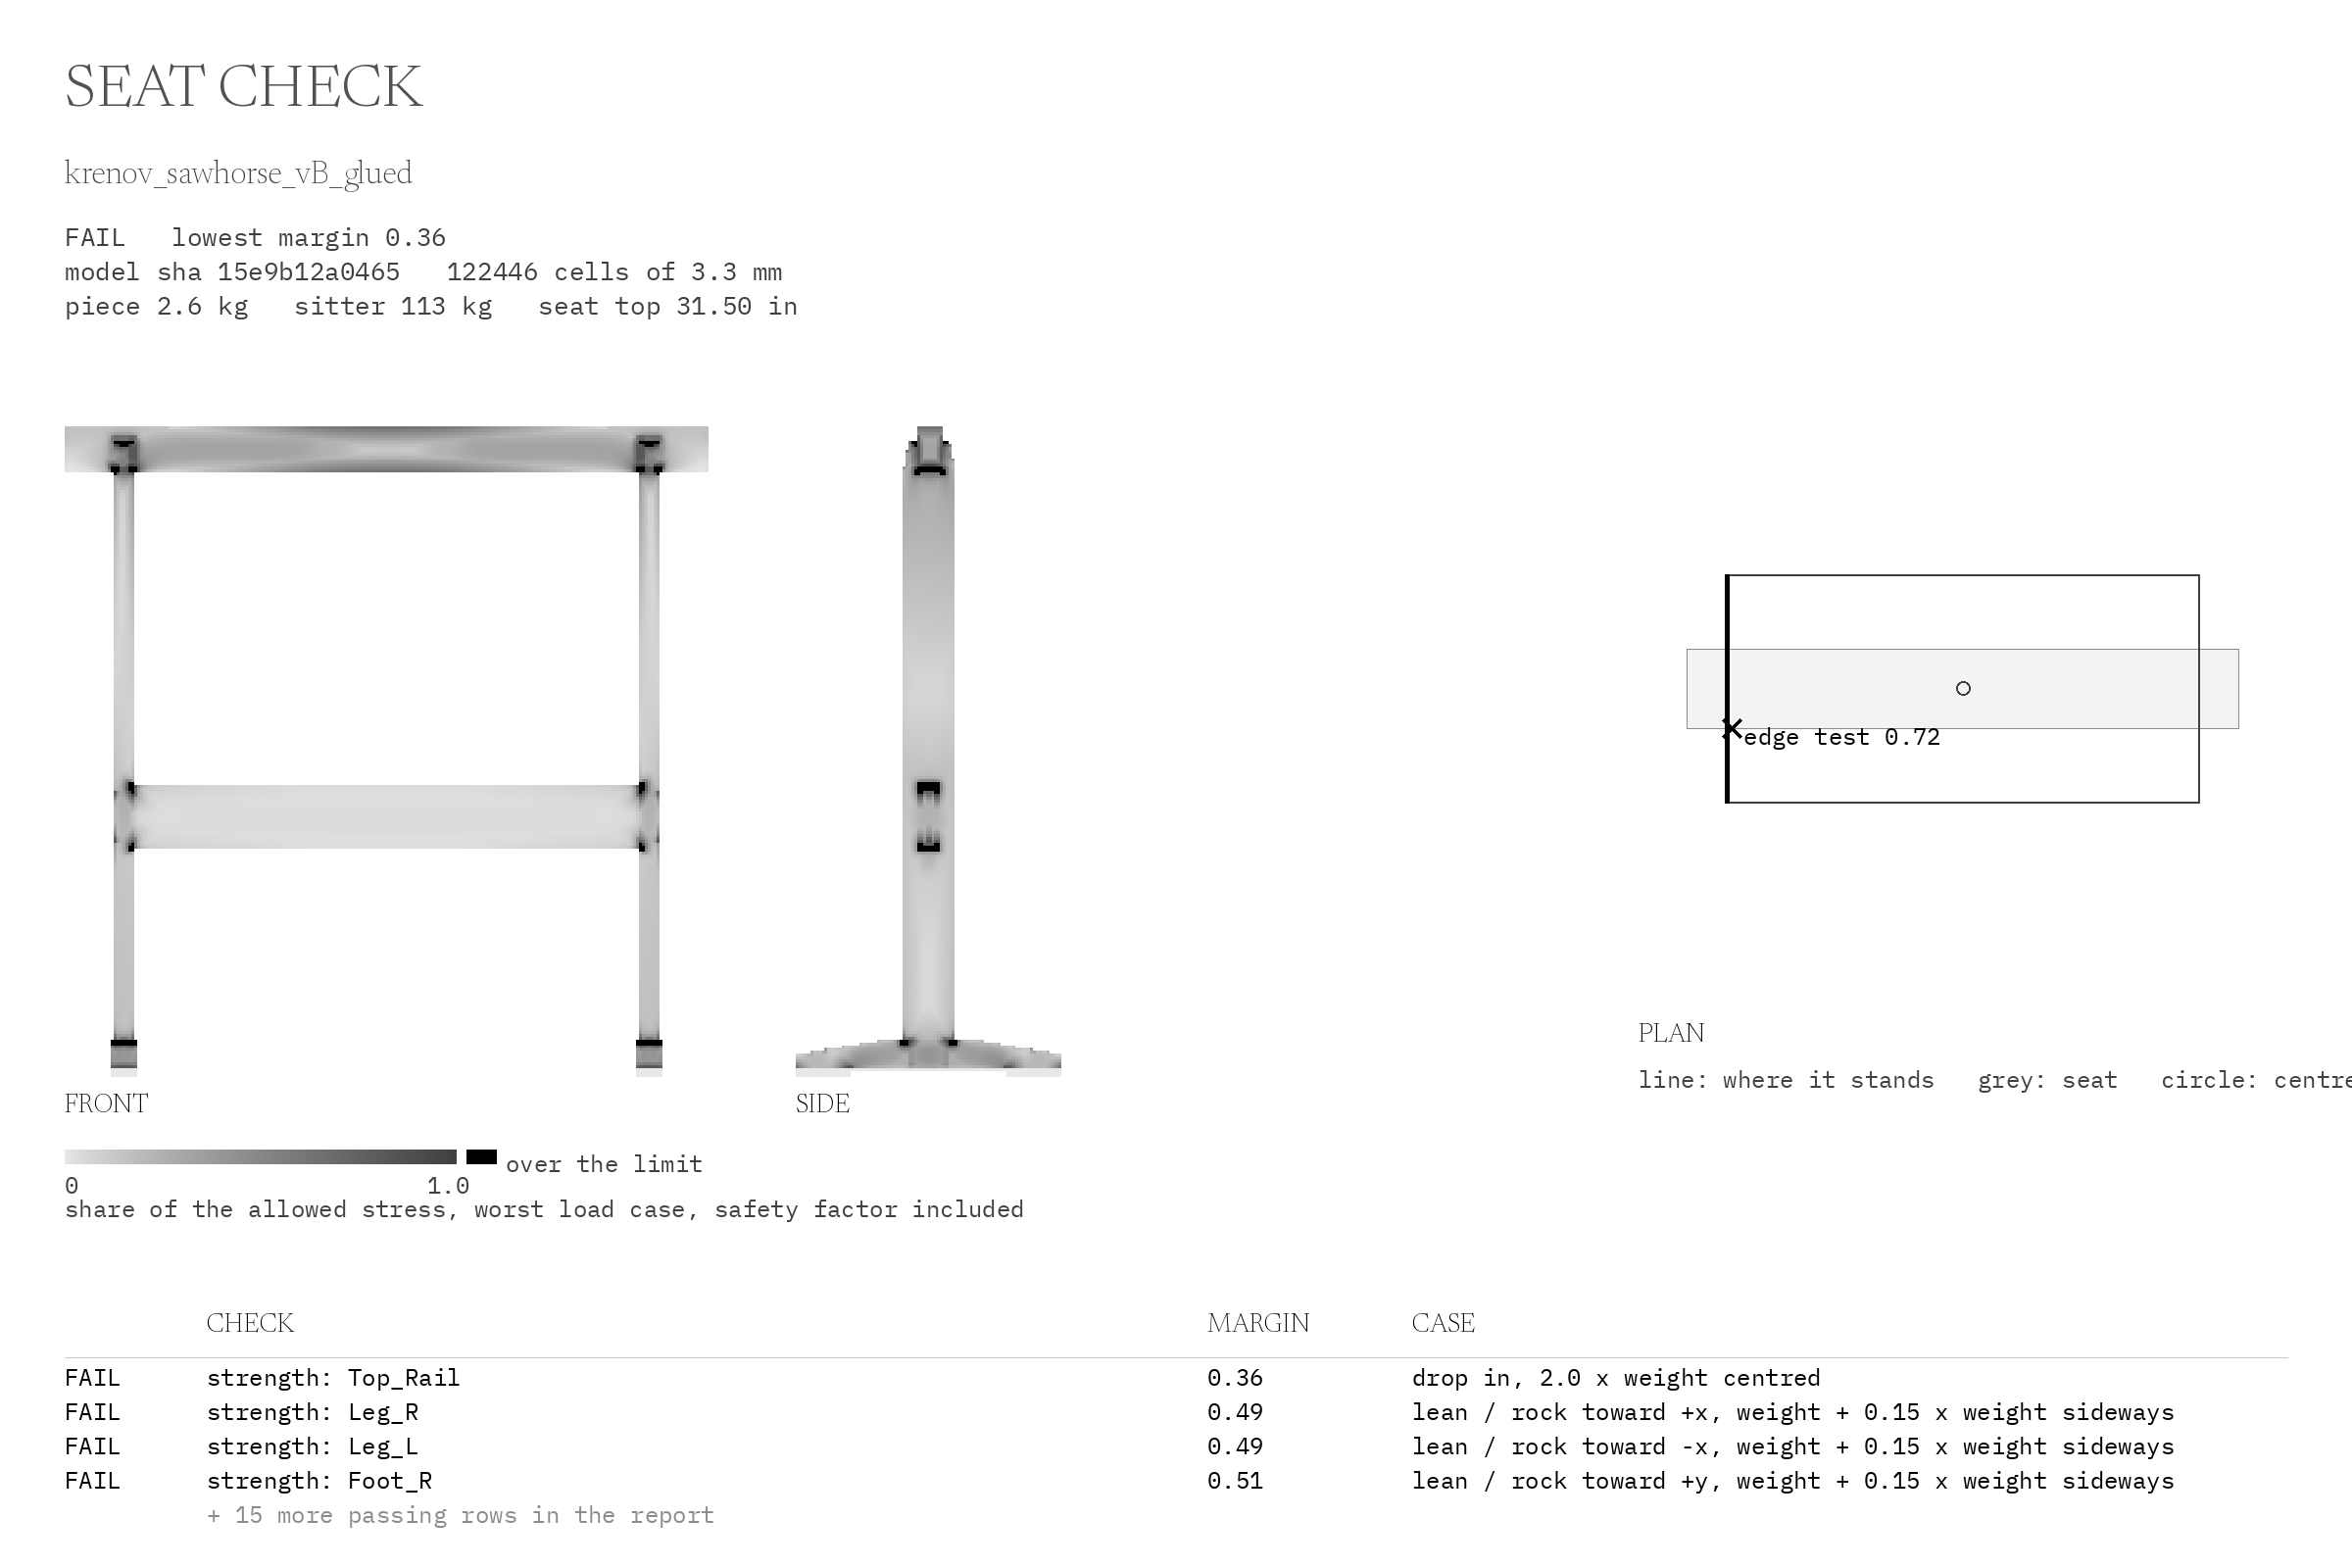 SEAT CHECK
krenov_sawhorse_vB_glued
FAIL   lowest margin 0.36
model sha 15e9b12a0465   122446 cells of 3.3 mm
piece 2.6 kg   sitter 113 kg   seat top 31.50 in
edge test 0.72
PLAN
line: where it stands   grey: seat   circle: centre
FRONT
SIDE
over the limit
0   1.0
share of the allowed stress, worst load case, safety factor included
CHECK   MARGIN   CASE
FAIL   strength: Top_Rail   0.36   drop in, 2.0 x weight centred
FAIL   strength: Leg_R   0.49   lean / rock toward +x, weight + 0.15 x weight sideways
FAIL   strength: Leg_L   0.49   lean / rock toward -x, weight + 0.15 x weight sideways
FAIL   strength: Foot_R   0.51   lean / rock toward +y, weight + 0.15 x weight sideways
+ 15 more passing rows in the report